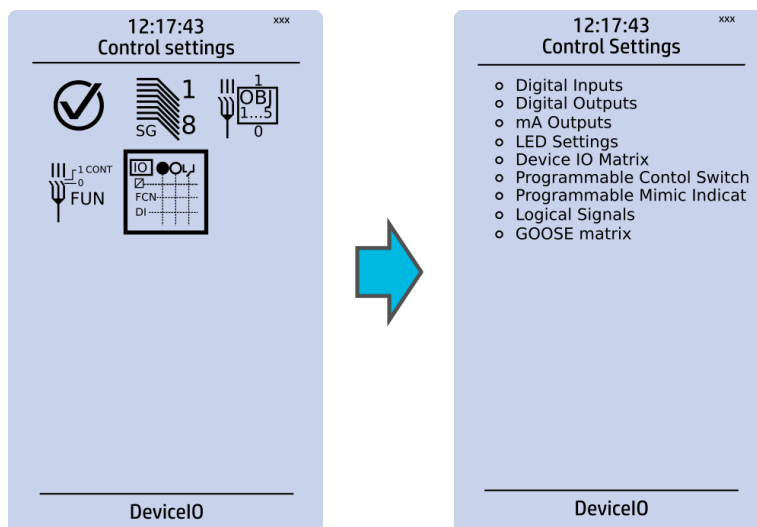 12:17:43
xxx
Control settings
1
SG 8
1
OBJ
1...5
0
1 CONT
0
FUN
IO
FCN
DI
DeviceIO
12:17:43
xxx
Control Settings
Digital Inputs
Digital Outputs
mA Outputs
LED Settings
Device IO Matrix
Programmable Contol Switch
Programmable Mimic Indicat
Logical Signals
GOOSE matrix
DeviceIO